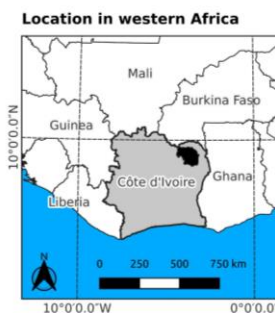 Location in western Africa
Mali
Burkina Faso
Guinea
10°0'0.0"N
Côte d'Ivoire
Ghana
Liberia
0 250 500 750 km
10°0'0.0"W
0°0'0.0